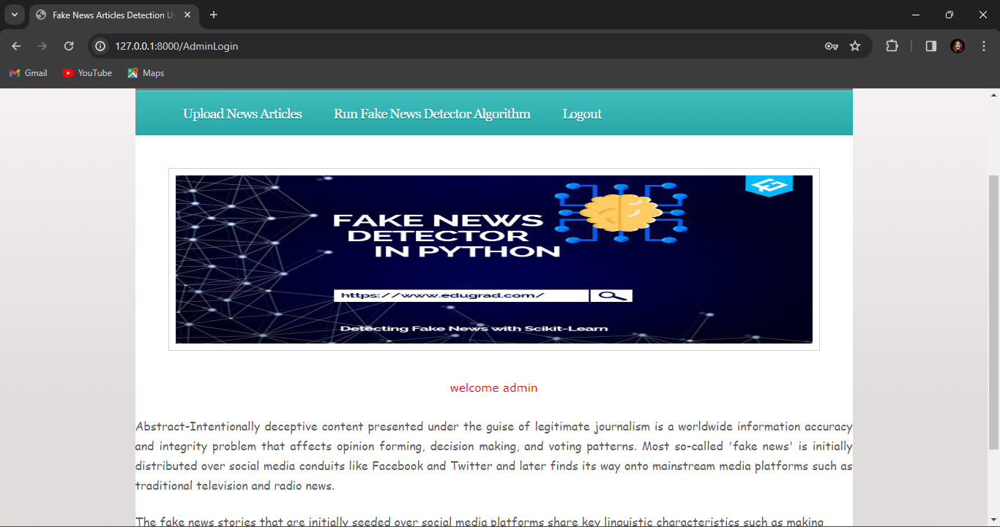 Fake News Articles Detection U
127.0.0.1:8000/AdminLogin
Gmail YouTube Maps
Upload News Articles Run Fake News Detector Algorithm Logout
FAKE NEWS
DETECTOR
IN PYTHON
https://www.edugrad.com/
Detecting Fake News with Scikit-Learn
welcome admin
Abstract-Intentionally deceptive content presented under the guise of legitimate journalism is a worldwide information accuracy
and integrity problem that affects opinion forming, decision making, and voting patterns. Most so-called 'fake news' is initially
distributed over social media conduits like Facebook and Twitter and later finds its way onto mainstream media platforms such as
traditional television and radio news.
The fake news stories that are initially seeded over social media platforms share key linguistic characteristics such as making